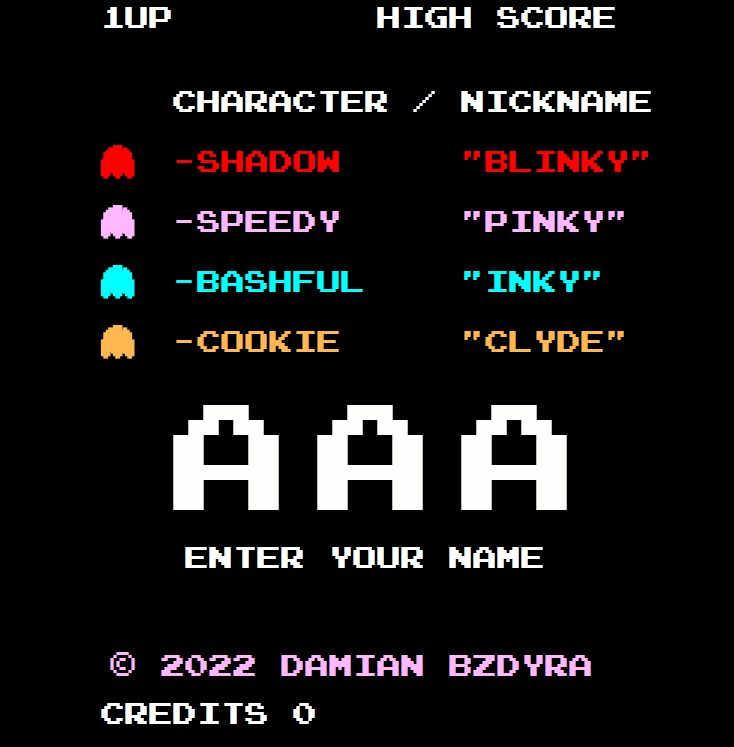 1UP HIGH SCORE
CHARACTER / NICKNAME
-SHADOW "BLINKY"
-SPEEDY "PINKY"
-BASHFUL "INKY"
-COOKIE "CLYDE"
A A A
ENTER YOUR NAME
© 2022 DAMIAN BZDYRA
CREDITS 0